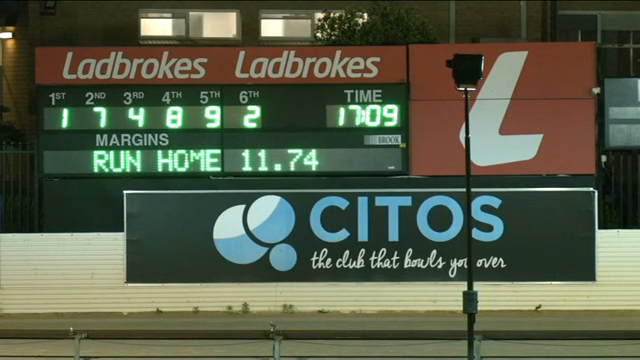 Ladbrokes Ladbrokes
1ST 2ND 3RD 4TH 5TH 6TH TIME
1 7 4 8 9 2 17:09
MARGINS BROOK
RUN HOME 11.74
L
CITOS
the club that bowls you over